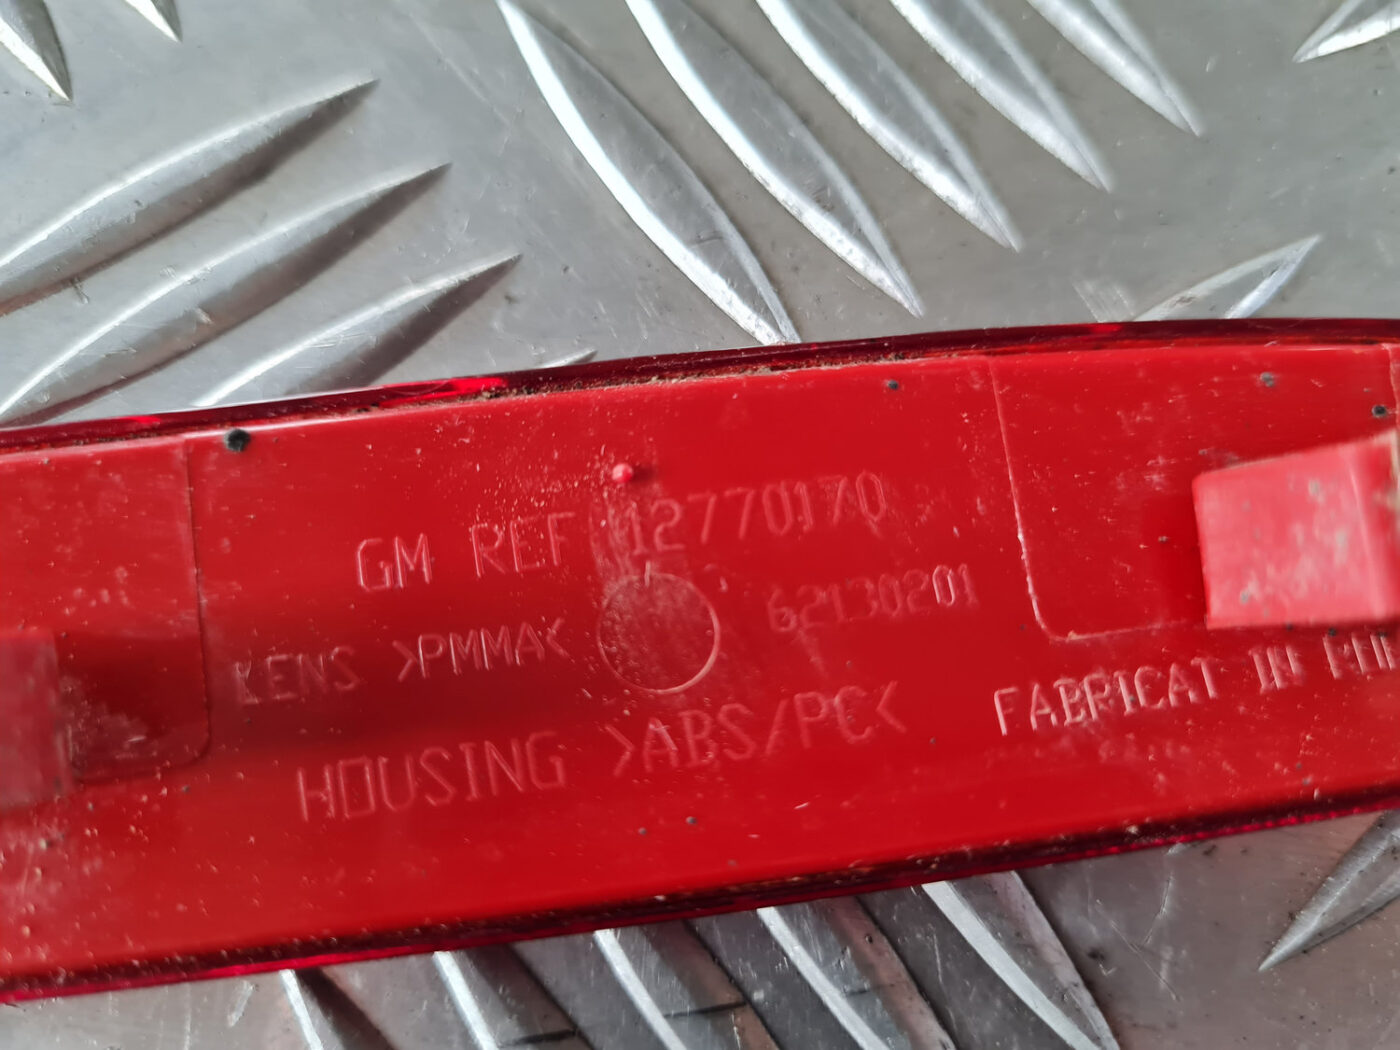 GM REF 12770170
62130201
LENS >PMMA<
HOUSING >ABS/PC<
FABRICAT IN